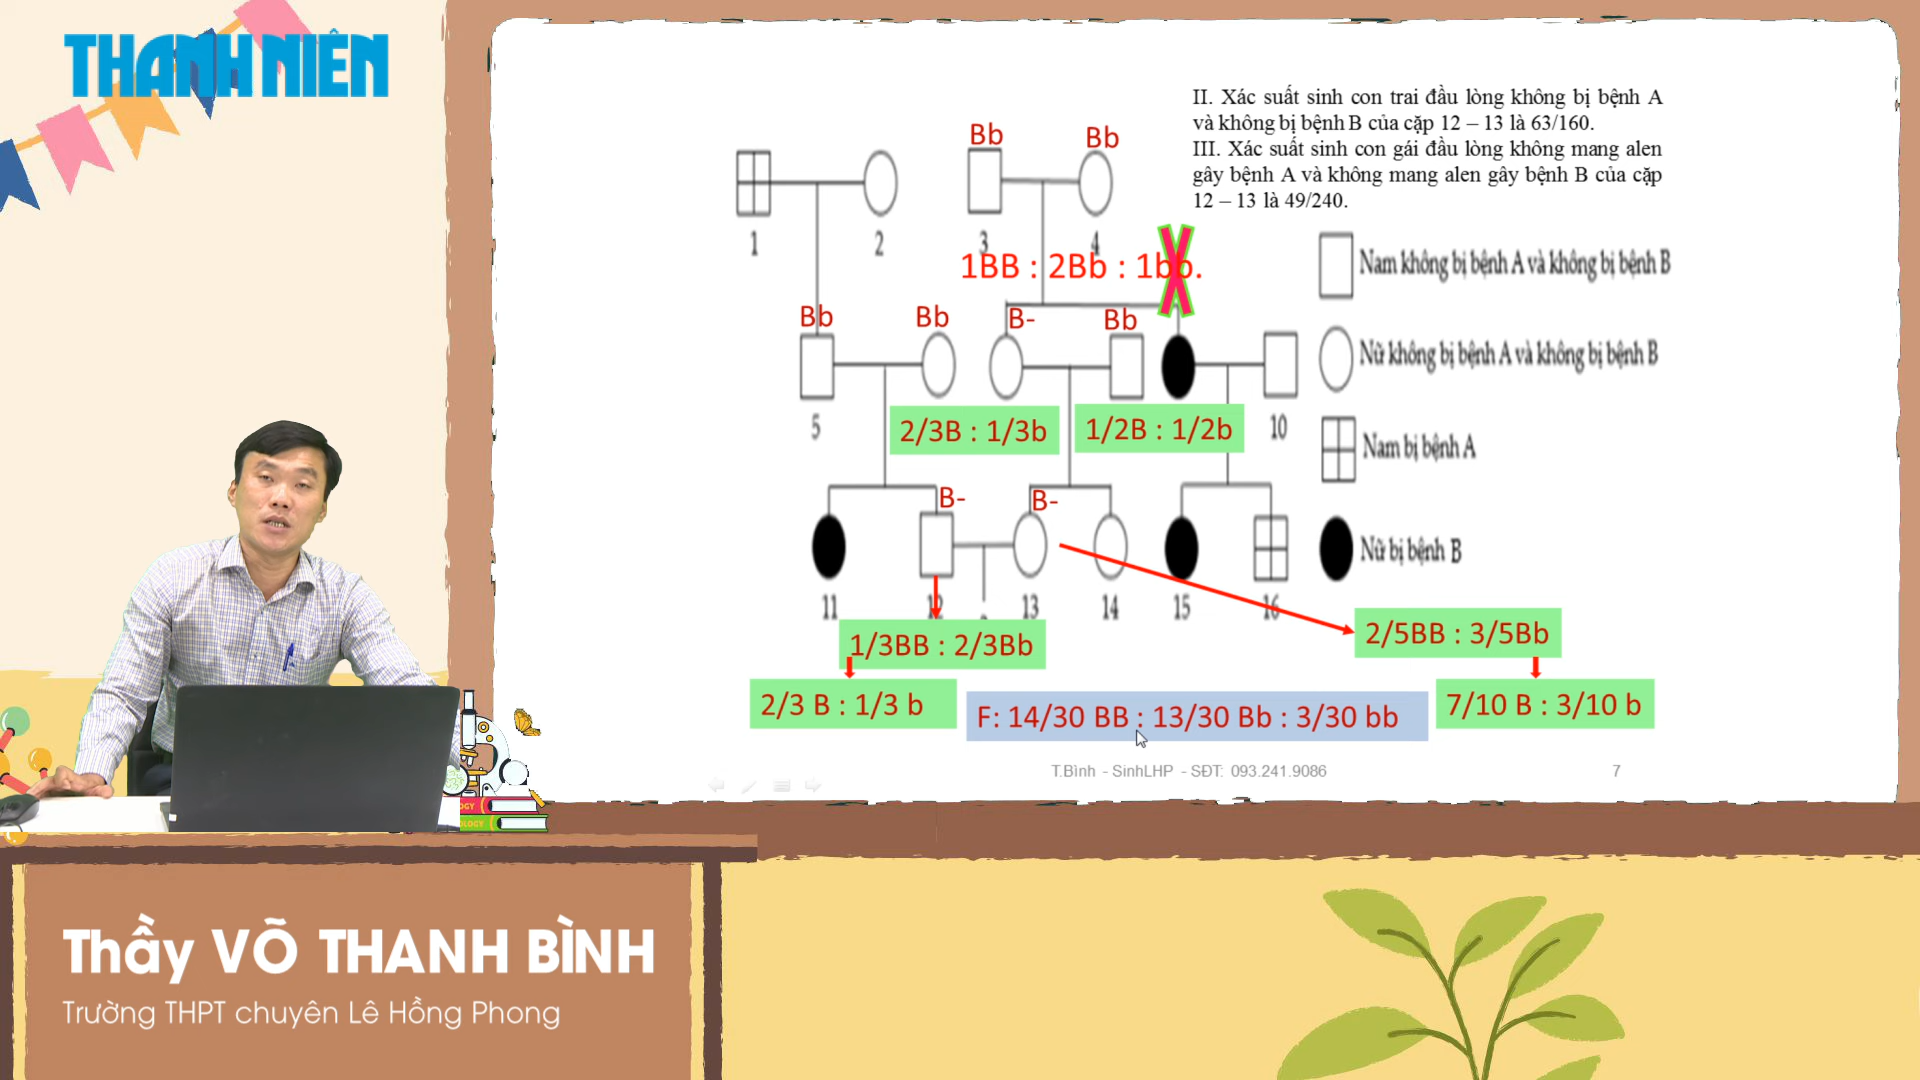 THANH NIÊN
II. Xác suất sinh con trai đầu lòng không bị bệnh A
và không bị bệnh B của cặp 12 – 13 là 63/160.
III. Xác suất sinh con gái đầu lòng không mang alen
gây bệnh A và không mang alen gây bệnh B của cặp
12 – 13 là 49/240.
Bb Bb
1 2 3 4
1BB : 2Bb : 1bb.
Nam không bị bệnh A và không bị bệnh B
Bb Bb B- Bb
Nữ không bị bệnh A và không bị bệnh B
5 10
2/3B : 1/3b
1/2B : 1/2b
Nam bị bệnh A
B- B-
Nữ bị bệnh B
11 12 13 14 15 16
1/3BB : 2/3Bb
2/5BB : 3/5Bb
2/3 B : 1/3 b
F: 14/30 BB : 13/30 Bb : 3/30 bb
7/10 B : 3/10 b
T.Bình - SinhLHP - SĐT: 093.241.9086
7
Thầy VÕ THANH BÌNH
Trường THPT chuyên Lê Hồng Phong